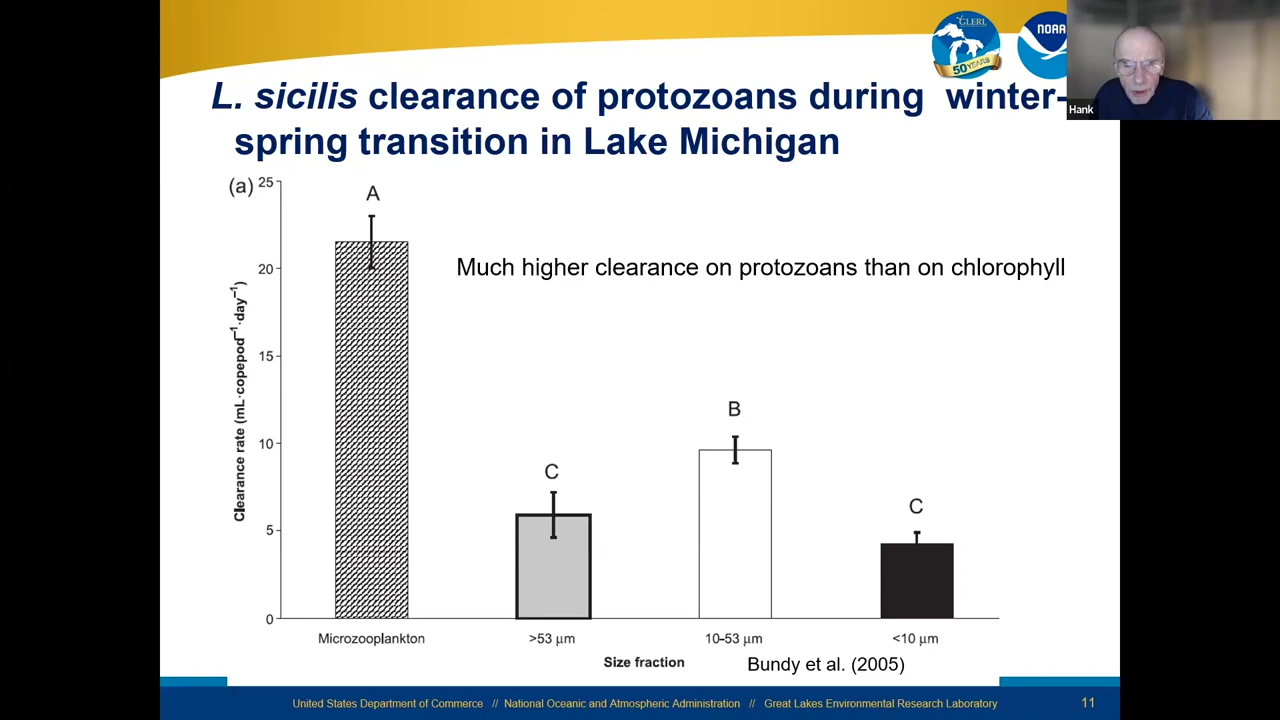 GLERL
50 YEARS
NOAA
Hank
L. sicilis clearance of protozoans during winter-
spring transition in Lake Michigan
(a)
25
20
15
10
5
0
Clearance rate (mL·copepod⁻¹·day⁻¹)
A
Much higher clearance on protozoans than on chlorophyll
B
C
C
Microzooplankton >53 µm 10–53 µm <10 µm
Size fraction
Bundy et al. (2005)
United States Department of Commerce // National Oceanic and Atmospheric Administration // Great Lakes Environmental Research Laboratory
11